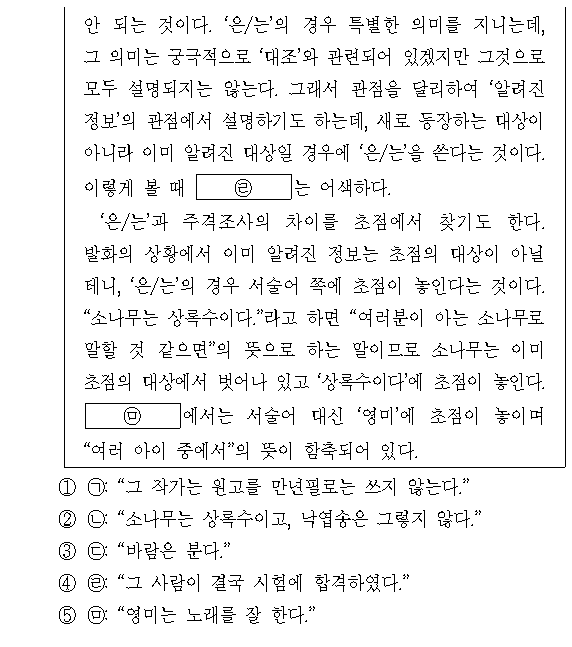 안 되는 것이다. ‘은/는’의 경우 특별한 의미를 지니는데,
그 의미는 궁극적으로 ‘대조’와 관련되어 있겠지만 그것으로
모두 설명되지는 않는다. 그래서 관점을 달리하여 ‘알려진
정보’의 관점에서 설명하기도 하는데, 새로 등장하는 대상이
아니라 이미 알려진 대상일 경우에 ‘은/는’을 쓴다는 것이다.
이렇게 볼 때 ㉣는 어색하다.
‘은/는’과 주격조사의 차이를 초점에서 찾기도 한다.
발화의 상황에서 이미 알려진 정보는 초점의 대상이 아닐
테니, ‘은/는’의 경우 서술어 쪽에 초점이 놓인다는 것이다.
“소나무는 상록수이다.”라고 하면 “여러분이 아는 소나무로
말할 것 같으면”의 뜻으로 하는 말이므로 소나무는 이미
초점의 대상에서 벗어나 있고 ‘상록수이다’에 초점이 놓인다.
㉤에서는 서술어 대신 ‘영미’에 초점이 놓이며
“여러 아이 중에서”의 뜻이 함축되어 있다.
① ㉠: “그 작가는 원고를 만년필로는 쓰지 않는다.”
② ㉡: “소나무는 상록수이고, 낙엽송은 그렇지 않다.”
③ ㉢: “바람은 분다.”
④ ㉣: “그 사람이 결국 시험에 합격하였다.”
⑤ ㉤: “영미는 노래를 잘 한다.”